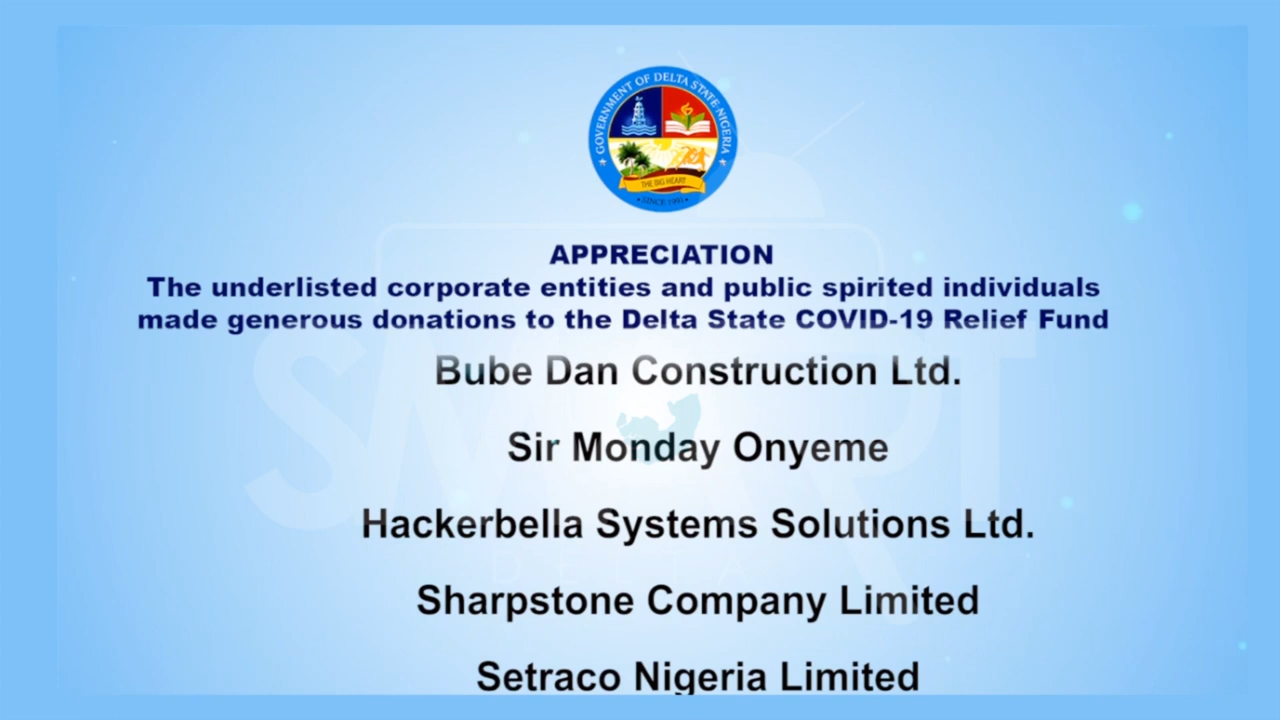 GOVERNMENT OF DELTA STATE NIGERIA
THE BIG HEART
SINCE 1991
APPRECIATION
The underlisted corporate entities and public spirited individuals
made generous donations to the Delta State COVID-19 Relief Fund
Bube Dan Construction Ltd.
Sir Monday Onyeme
SMART
DELTA
Hackerbella Systems Solutions Ltd.
Sharpstone Company Limited
Setraco Nigeria Limited